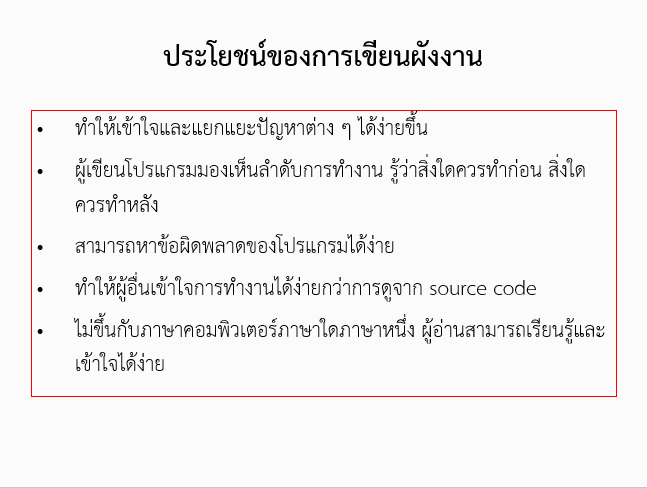 ประโยชน์ของการเขียนผังงาน
• ทำให้เข้าใจและแยกแยะปัญหาต่าง ๆ ได้ง่ายขึ้น
• ผู้เขียนโปรแกรมมองเห็นลำดับการทำงาน รู้ว่าสิ่งใดควรทำก่อน สิ่งใด
ควรทำหลัง
• สามารถหาข้อผิดพลาดของโปรแกรมได้ง่าย
• ทำให้ผู้อื่นเข้าใจการทำงานได้ง่ายกว่าการดูจาก source code
• ไม่ขึ้นกับภาษาคอมพิวเตอร์ภาษาใดภาษาหนึ่ง ผู้อ่านสามารถเรียนรู้และ
เข้าใจได้ง่าย